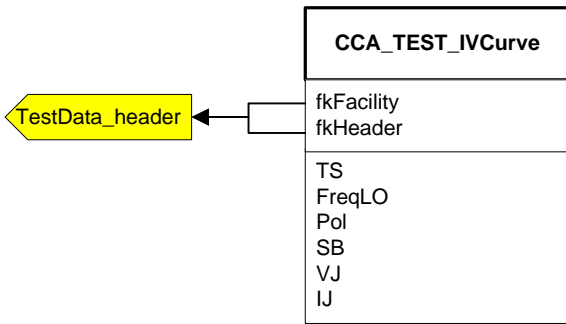 CCA_TEST_IVCurve
TestData_header
fkFacility
fkHeader
TS
FreqLO
Pol
SB
VJ
IJ